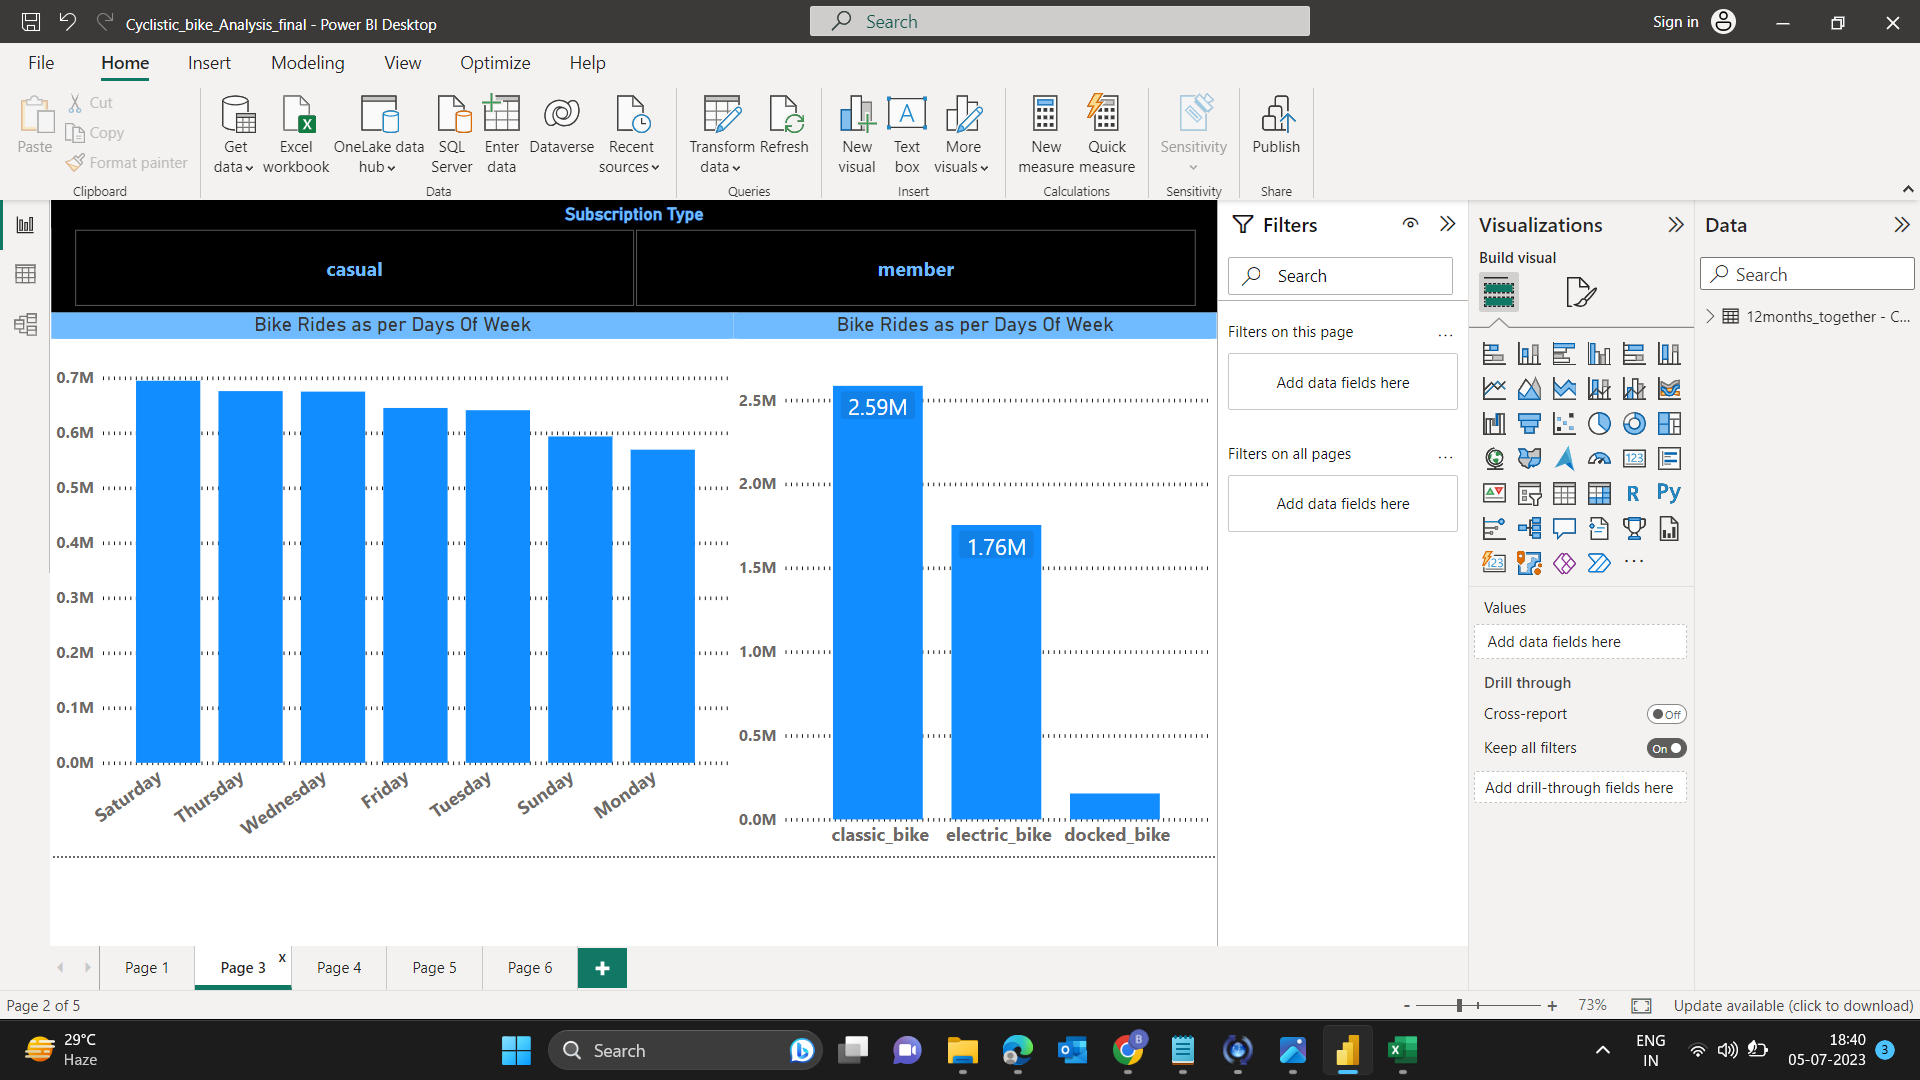 Cyclistic_bike_Analysis_final - Power BI Desktop
Search
Sign in
File
Home
Insert
Modeling
View
Optimize
Help
Paste
Cut
Copy
Format painter
Clipboard
Get data
Excel workbook
OneLake data hub
SQL Server
Enter data
Dataverse
Recent sources
Data
Transform data
Refresh
Queries
New visual
A
Text box
More visuals
Insert
New measure
Quick measure
Calculations
Sensitivity
Sensitivity
Publish
Share
Subscription Type
casual
member
Bike Rides as per Days Of Week
0.7M
0.6M
0.5M
0.4M
0.3M
0.2M
0.1M
0.0M
Saturday
Thursday
Wednesday
Friday
Tuesday
Sunday
Monday
Bike Rides as per Days Of Week
2.5M
2.0M
1.5M
1.0M
0.5M
0.0M
2.59M
1.76M
classic_bike
electric_bike
docked_bike
Filters
Search
Filters on this page
...
Add data fields here
Filters on all pages
...
Add data fields here
Visualizations
Build visual
123
R
Py
123
...
Values
Add data fields here
Drill through
Cross-report
Off
Keep all filters
On
Add drill-through fields here
Data
Search
12months_together - C...
Page 1
Page 3
x
Page 4
Page 5
Page 6
+
Page 2 of 5
-
+
73%
Update available (click to download)
29°C
Haze
Search
B
ENG
IN
18:40
05-07-2023
3